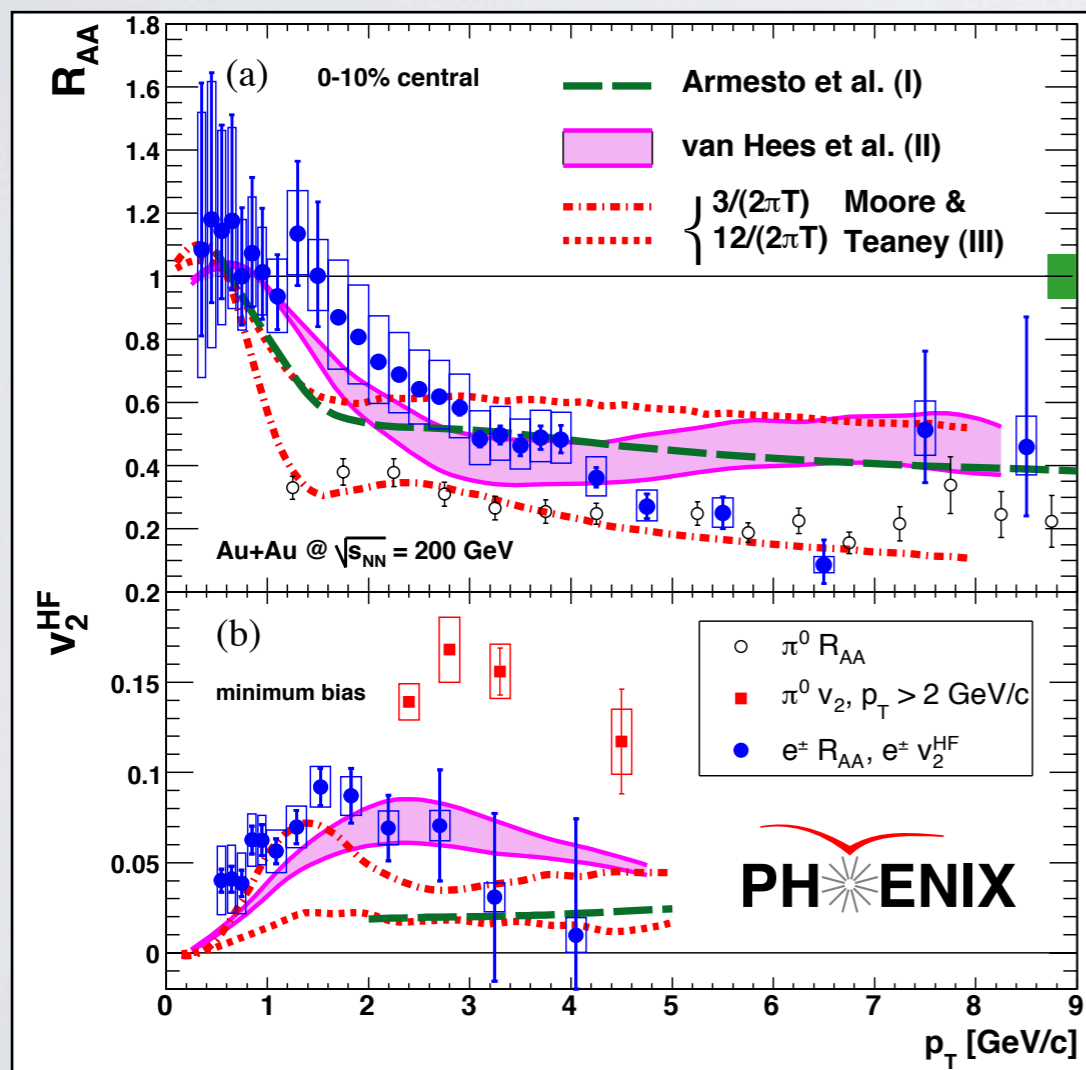 R_AA
1.8
1.6
1.4
1.2
1
0.8
0.6
0.4
0.2
(a)
0-10% central
Armesto et al. (I)
van Hees et al. (II)
3/(2πT) Moore &
12/(2πT) Teaney (III)
Au+Au @ √s_NN = 200 GeV
v_2^HF
0.15
0.1
0.05
0
(b)
minimum bias
π⁰ R_AA
π⁰ v_2, p_T > 2 GeV/c
e± R_AA, e± v_2^HF
PHENIX
0 1 2 3 4 5 6 7 8 9
p_T [GeV/c]